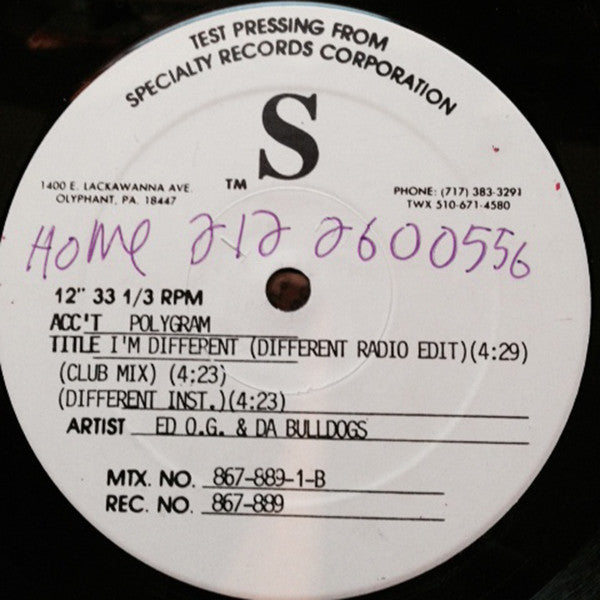 TEST PRESSING FROM
SPECIALTY RECORDS CORPORATION
S
TM
1400 E. LACKAWANNA AVE.
OLYPHANT, PA. 18447
PHONE: (717) 383-3291
TWX 510-671-4580
HOME 212 2600556
12" 33 1/3 RPM
ACC'T POLYGRAM
TITLE I'M DIFFERENT (DIFFERENT RADIO EDIT)(4:29)
(CLUB MIX) (4:23)
(DIFFERENT INST.)(4:23)
ARTIST ED O.G. & DA BULLDOGS
MTX. NO. 867-889-1-B
REC. NO. 867-889